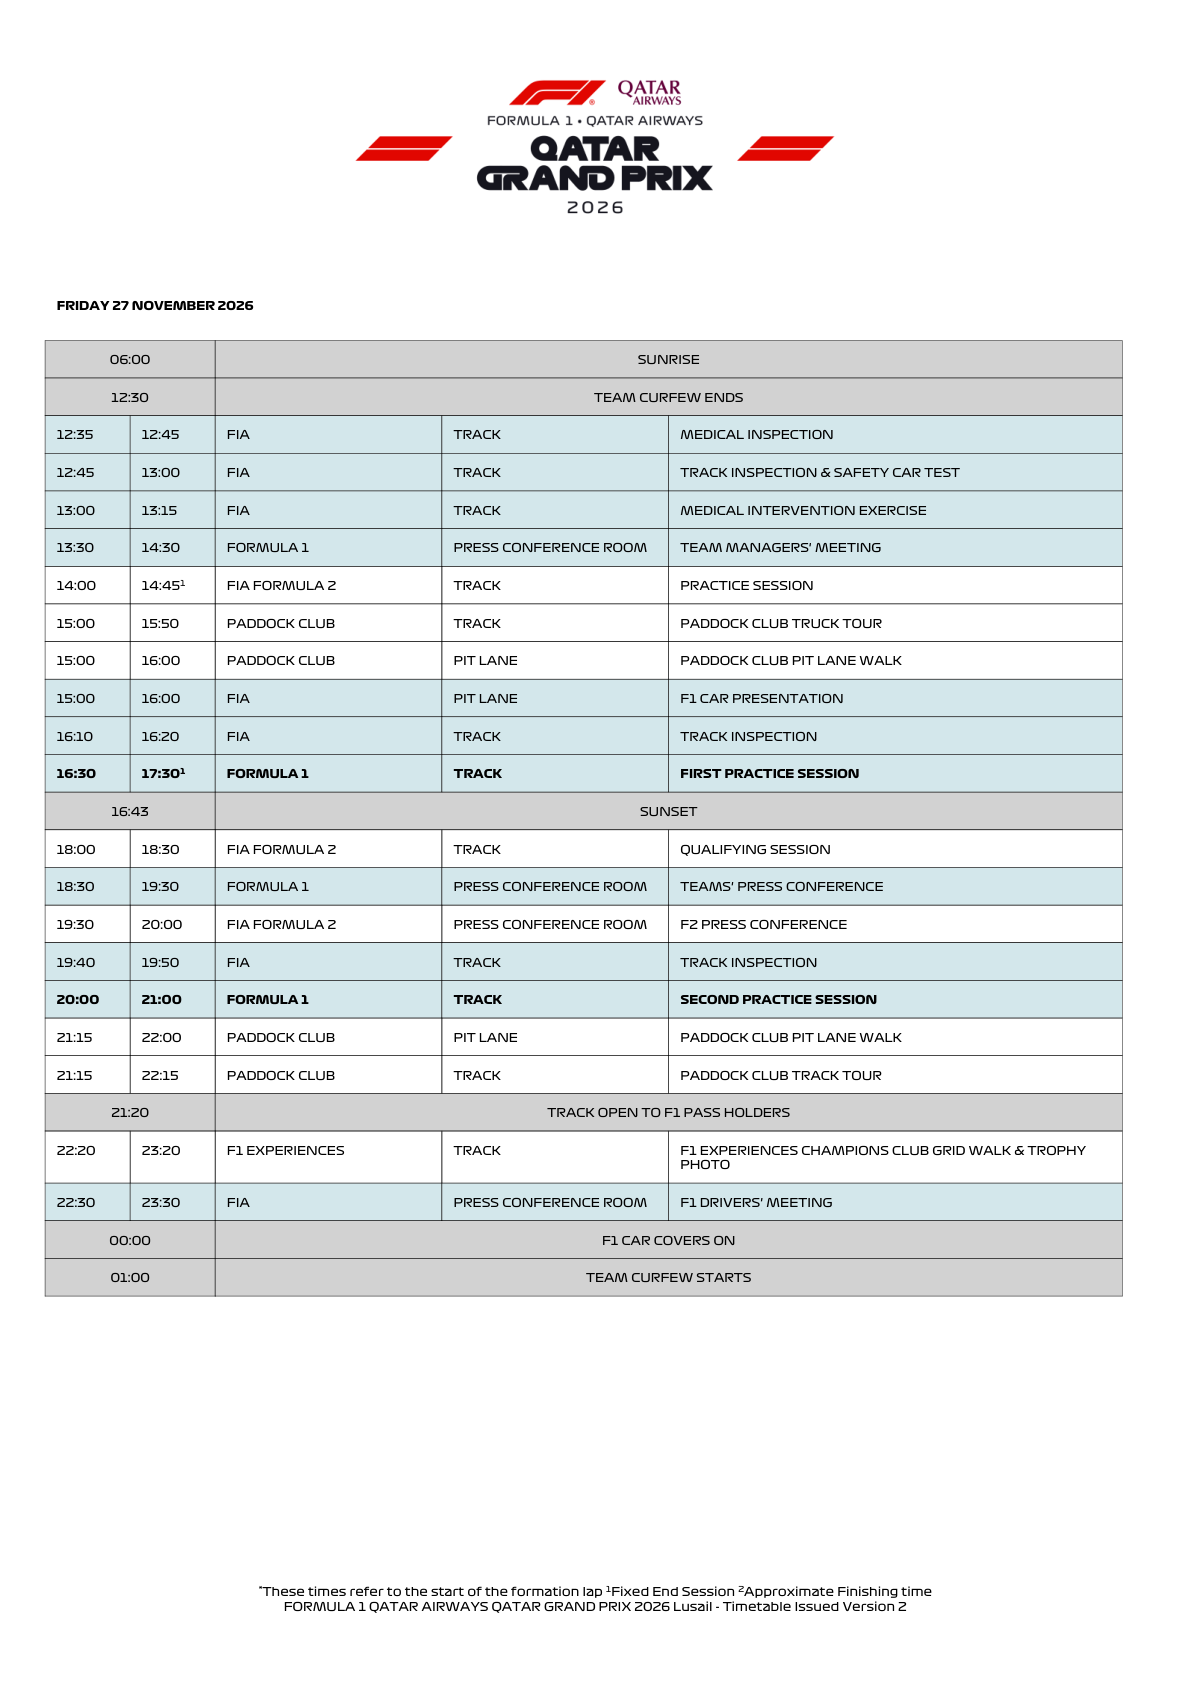 F1® QATAR
AIRWAYS
FORMULA 1 • QATAR AIRWAYS
QATAR
GRAND PRIX
2026
FRIDAY 27 NOVEMBER 2026
06:00 SUNRISE
12:30 TEAM CURFEW ENDS
12:35 12:45 FIA TRACK MEDICAL INSPECTION
12:45 13:00 FIA TRACK TRACK INSPECTION & SAFETY CAR TEST
13:00 13:15 FIA TRACK MEDICAL INTERVENTION EXERCISE
13:30 14:30 FORMULA 1 PRESS CONFERENCE ROOM TEAM MANAGERS’ MEETING
14:00 14:45¹ FIA FORMULA 2 TRACK PRACTICE SESSION
15:00 15:50 PADDOCK CLUB TRACK PADDOCK CLUB TRUCK TOUR
15:00 16:00 PADDOCK CLUB PIT LANE PADDOCK CLUB PIT LANE WALK
15:00 16:00 FIA PIT LANE F1 CAR PRESENTATION
16:10 16:20 FIA TRACK TRACK INSPECTION
16:30 17:30¹ FORMULA 1 TRACK FIRST PRACTICE SESSION
16:43 SUNSET
18:00 18:30 FIA FORMULA 2 TRACK QUALIFYING SESSION
18:30 19:30 FORMULA 1 PRESS CONFERENCE ROOM TEAMS’ PRESS CONFERENCE
19:30 20:00 FIA FORMULA 2 PRESS CONFERENCE ROOM F2 PRESS CONFERENCE
19:40 19:50 FIA TRACK TRACK INSPECTION
20:00 21:00 FORMULA 1 TRACK SECOND PRACTICE SESSION
21:15 22:00 PADDOCK CLUB PIT LANE PADDOCK CLUB PIT LANE WALK
21:15 22:15 PADDOCK CLUB TRACK PADDOCK CLUB TRACK TOUR
21:20 TRACK OPEN TO F1 PASS HOLDERS
22:20 23:20 F1 EXPERIENCES TRACK F1 EXPERIENCES CHAMPIONS CLUB GRID WALK & TROPHY
PHOTO
22:30 23:30 FIA PRESS CONFERENCE ROOM F1 DRIVERS’ MEETING
00:00 F1 CAR COVERS ON
01:00 TEAM CURFEW STARTS
*These times refer to the start of the formation lap ¹Fixed End Session ²Approximate Finishing time
FORMULA 1 QATAR AIRWAYS QATAR GRAND PRIX 2026 Lusail - Timetable Issued Version 2